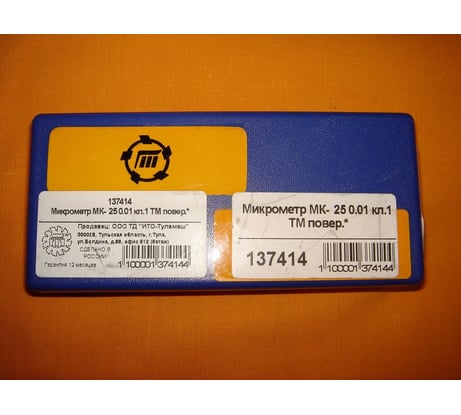 137414
Микрометр МК- 25 0.01 кл.1 ТМ повер.*
Продавец: ООО ТД "ИТО-Туламаш"
300002, Тульская область, г.Тула,
ул.Болдина, д.98, офис 512 (5этаж)
СДЕЛАНО В
РОССИИ
Гарантия 12 месяцев
1 100001 374144
Микрометр МК- 25 0.01 кл.1
ТМ повер.*
137414
1 100001 374144